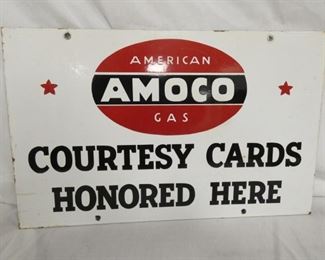 AMERICAN
AMOCO
GAS
COURTESY CARDS
HONORED HERE